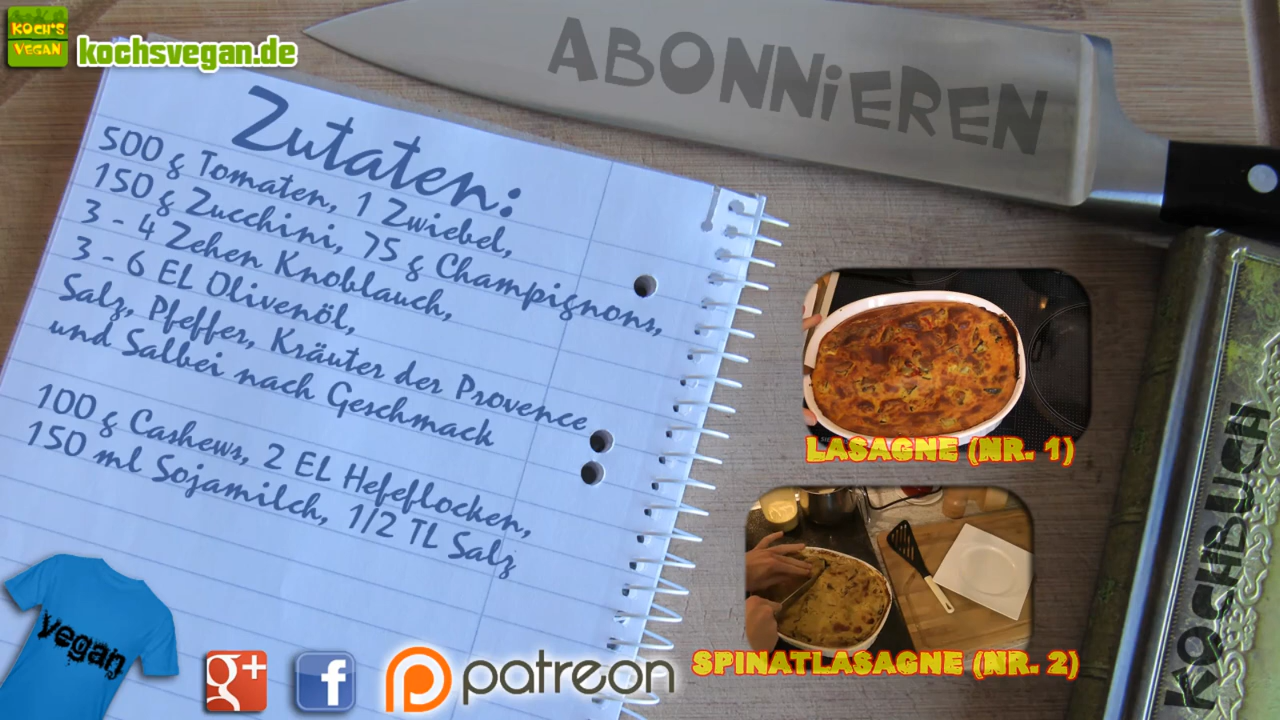 KOCH'S
VEGAN
kochsvegan.de
ABONNiEREN
Zutaten:
500 g Tomaten, 1 Zwiebel,
150 g Zucchini, 75 g Champignons,
3 - 4 Zehen Knoblauch,
3 - 6 EL Olivenöl,
Salz, Pfeffer, Kräuter der Provence
und Salbei nach Geschmack
100 g Cashews, 2 EL Hefeflocken,
150 ml Sojamilch, 1/2 TL Salz
LASAGNE (NR. 1)
SPINATLASAGNE (NR. 2)
KOCHBUCH
vegan
g+
f
patreon